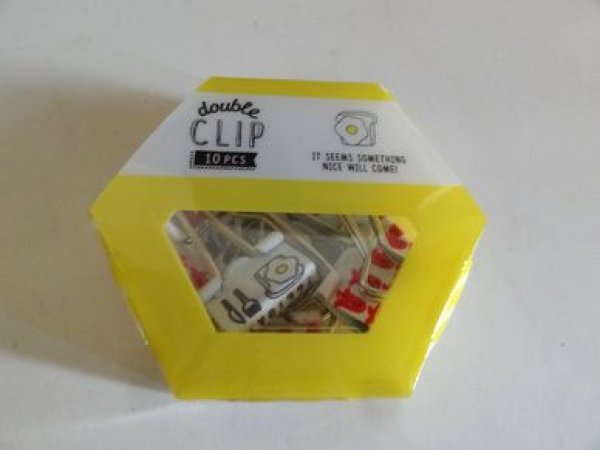 double
CLIP
10 PCS
IT SEEMS SOMETHING
NICE WILL COME!